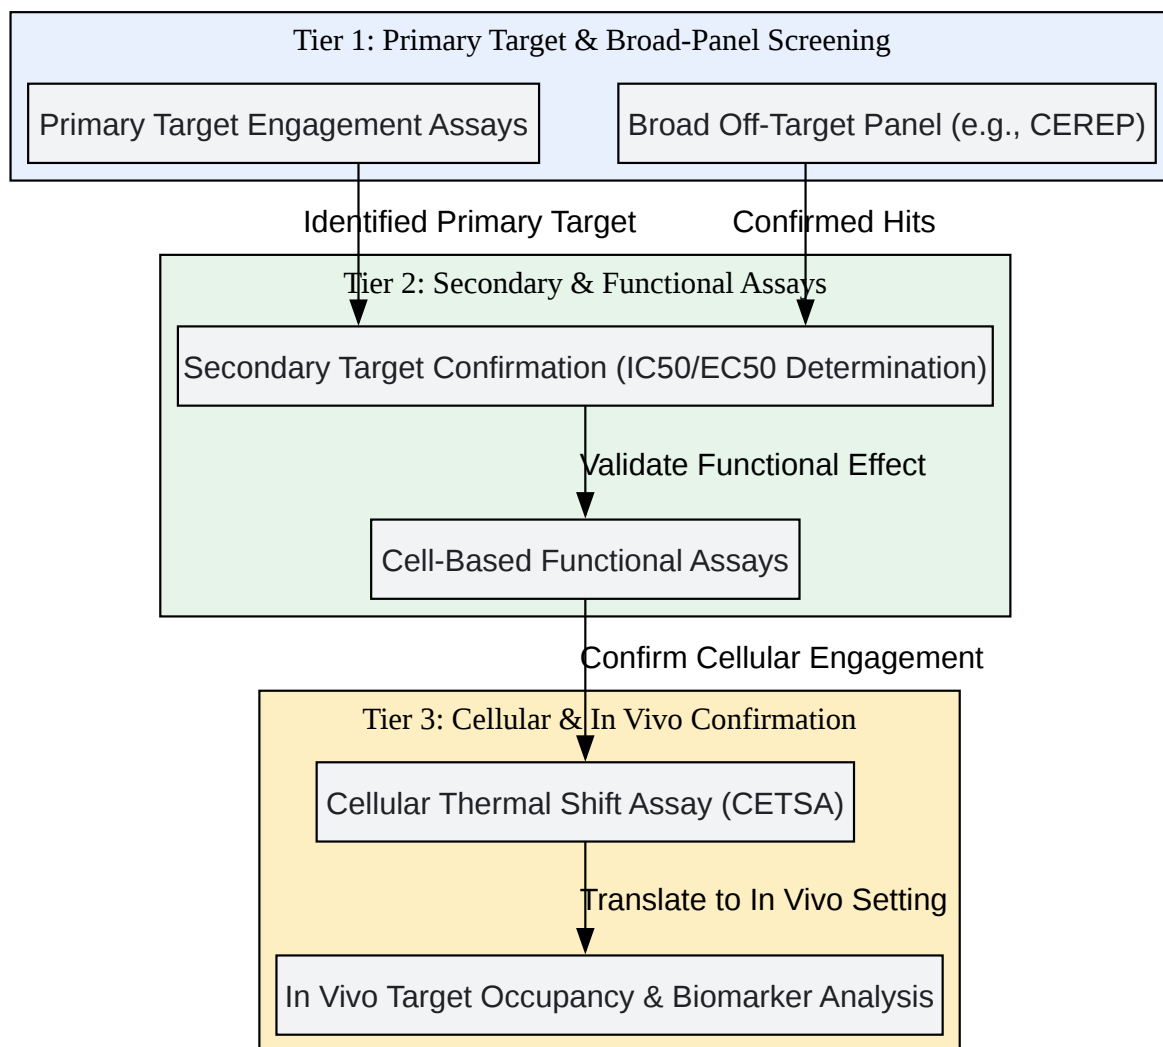 Tier 1: Primary Target & Broad-Panel Screening
Primary Target Engagement Assays
Broad Off-Target Panel (e.g., CEREP)
Identified Primary Target
Confirmed Hits
Tier 2: Secondary & Functional Assays
Secondary Target Confirmation (IC50/EC50 Determination)
Validate Functional Effect
Cell-Based Functional Assays
Confirm Cellular Engagement
Tier 3: Cellular & In Vivo Confirmation
Cellular Thermal Shift Assay (CETSA)
Translate to In Vivo Setting
In Vivo Target Occupancy & Biomarker Analysis